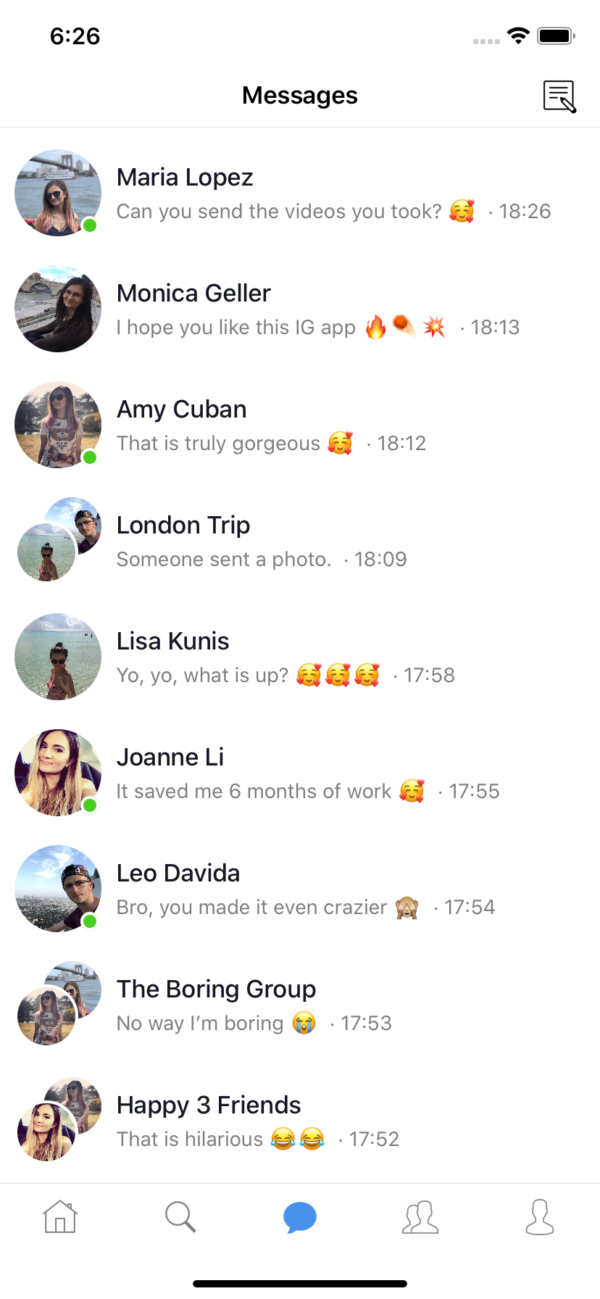 6:26
Messages
Maria Lopez
Can you send the videos you took? 🥰 · 18:26
Monica Geller
I hope you like this IG app 🔥 ☄️ 💥 · 18:13
Amy Cuban
That is truly gorgeous 🥰 · 18:12
London Trip
Someone sent a photo. · 18:09
Lisa Kunis
Yo, yo, what is up? 🥰🥰🥰 · 17:58
Joanne Li
It saved me 6 months of work 🥰 · 17:55
Leo Davida
Bro, you made it even crazier 🙈 · 17:54
The Boring Group
No way I’m boring 😭 · 17:53
Happy 3 Friends
That is hilarious 😂😂 · 17:52